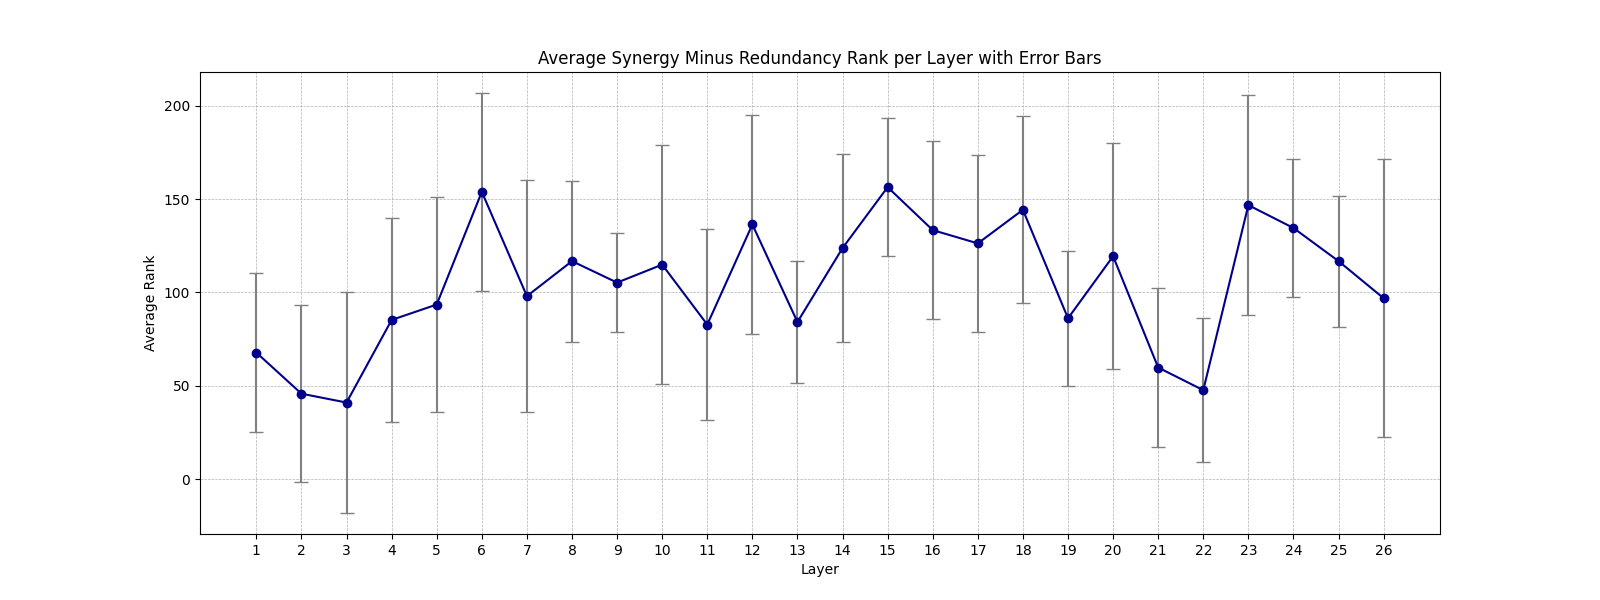 Average Synergy Minus Redundancy Rank per Layer with Error Bars
Average Rank
200
150
100
50
0
1 2 3 4 5 6 7 8 9 10 11 12 13 14 15 16 17 18 19 20 21 22 23 24 25 26
Layer